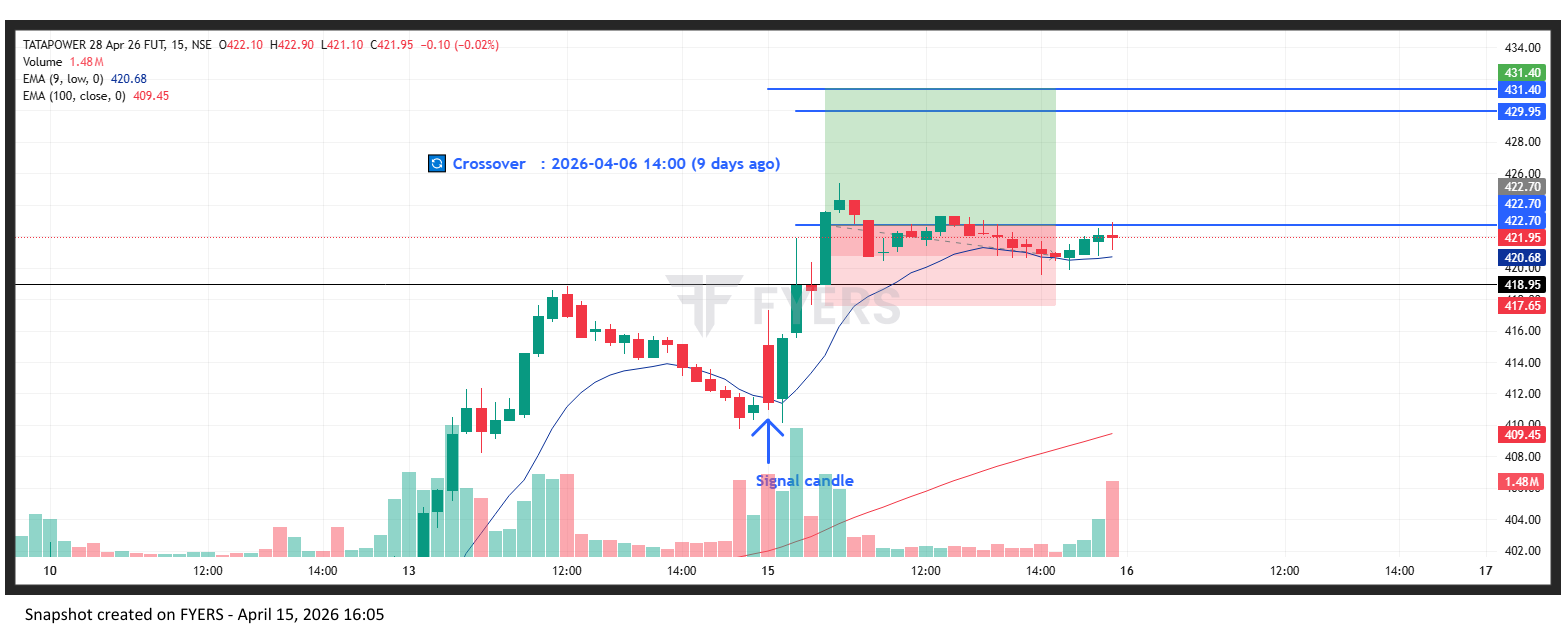 TATAPOWER 28 Apr 26 FUT, 15, NSE O422.10 H422.90 L421.10 C421.95 −0.10 (−0.02%)
Volume 1.48M
EMA (9, low, 0) 420.68
EMA (100, close, 0) 409.45
Crossover : 2026-04-06 14:00 (9 days ago)
FYERS
Signal candle
434.00
431.40
431.40
429.95
428.00
426.00
422.70
422.70
422.70
421.95
420.68
420.00
418.95
417.65
416.00
414.00
412.00
410.00
409.45
408.00
1.48M
404.00
402.00
10 12:00 14:00 13 12:00 14:00 15 12:00 14:00 16 12:00 14:00 17
Snapshot created on FYERS - April 15, 2026 16:05